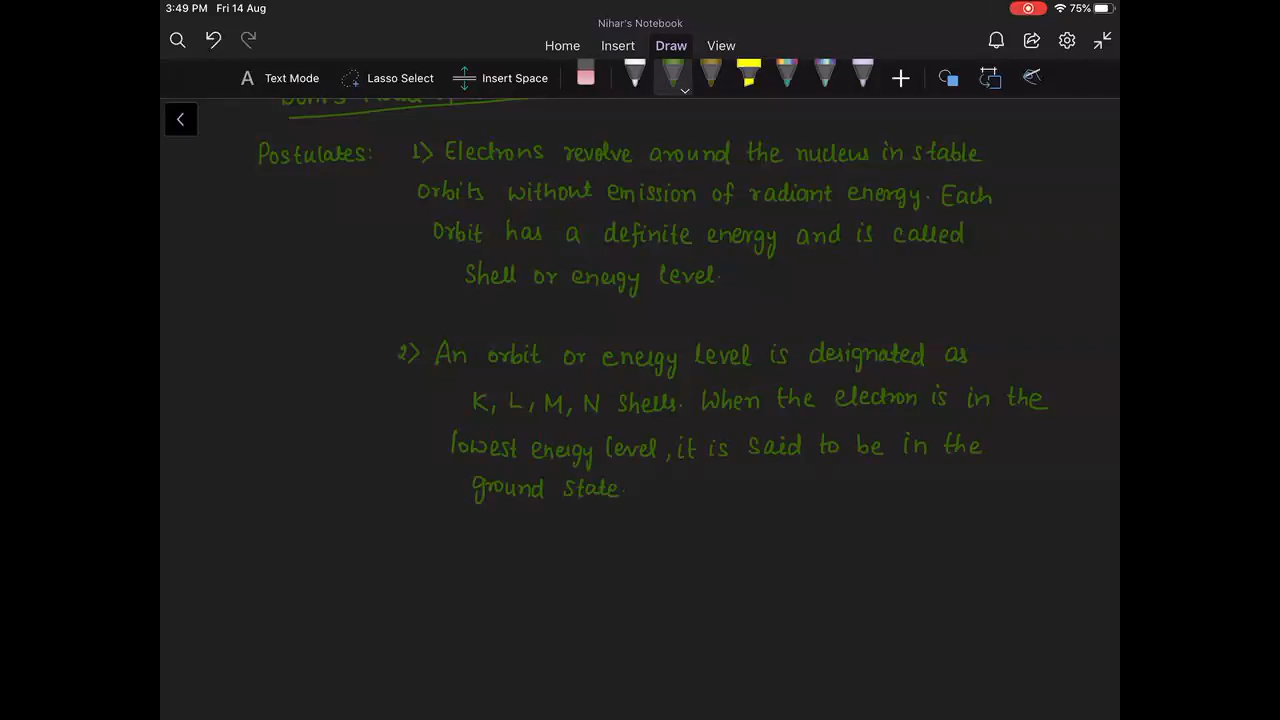 3:49 PM Fri 14 Aug
75%
Nihar's Notebook
Home Insert Draw View
Text Mode Lasso Select Insert Space
Postulates: 1) Electrons revolve around the nucleus in stable
orbits without emission of radiant energy. Each
orbit has a definite energy and is called
shell or energy level.
2) An orbit or energy level is designated as
K, L, M, N shells. When the electron is in the
lowest energy level, it is said to be in the
ground state.